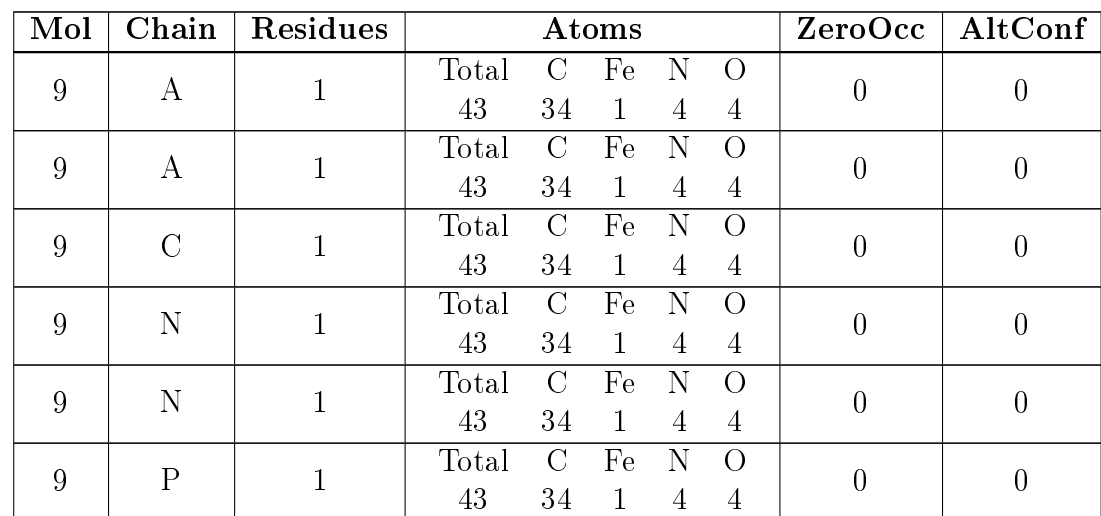 Mol Chain Residues Atoms ZeroOcc AltConf
9 A 1 Total C Fe N O 0 0
43 34 1 4 4
9 A 1 Total C Fe N O 0 0
43 34 1 4 4
9 C 1 Total C Fe N O 0 0
43 34 1 4 4
9 N 1 Total C Fe N O 0 0
43 34 1 4 4
9 N 1 Total C Fe N O 0 0
43 34 1 4 4
9 P 1 Total C Fe N O 0 0
43 34 1 4 4